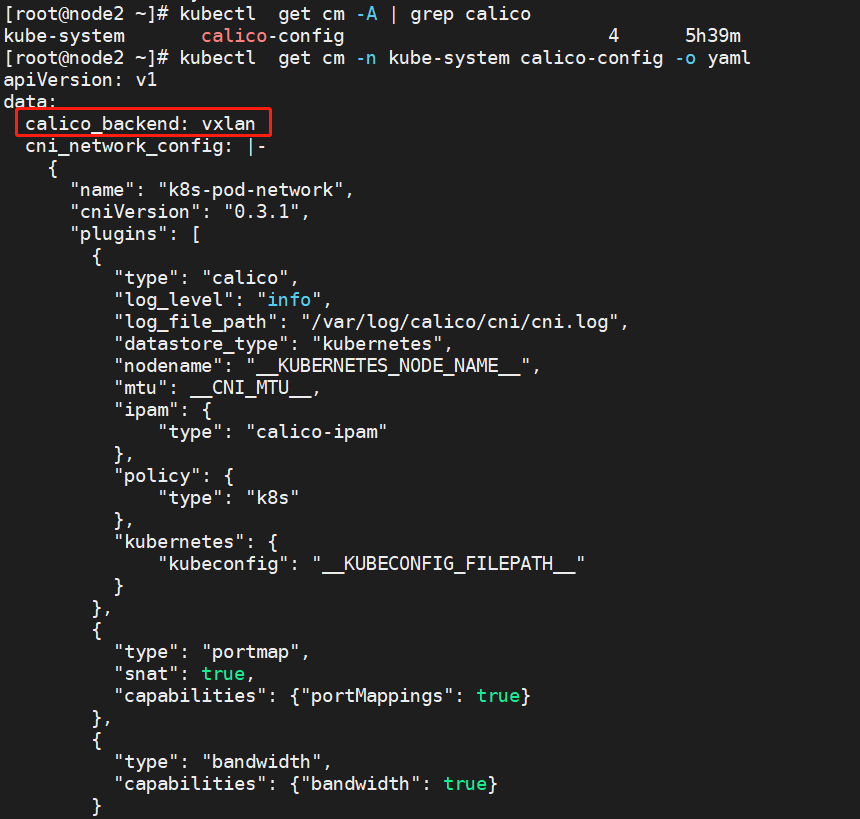 [root@node2 ~]# kubectl  get cm -A | grep calico
kube-system       calico-config                        4      5h39m
[root@node2 ~]# kubectl  get cm -n kube-system calico-config -o yaml
apiVersion: v1
data:
  calico_backend: vxlan
  cni_network_config: |-
    {
      "name": "k8s-pod-network",
      "cniVersion": "0.3.1",
      "plugins": [
        {
          "type": "calico",
          "log_level": "info",
          "log_file_path": "/var/log/calico/cni/cni.log",
          "datastore_type": "kubernetes",
          "nodename": "__KUBERNETES_NODE_NAME__",
          "mtu": __CNI_MTU__,
          "ipam": {
              "type": "calico-ipam"
          },
          "policy": {
              "type": "k8s"
          },
          "kubernetes": {
              "kubeconfig": "__KUBECONFIG_FILEPATH__"
          }
        },
        {
          "type": "portmap",
          "snat": true,
          "capabilities": {"portMappings": true}
        },
        {
          "type": "bandwidth",
          "capabilities": {"bandwidth": true}
        }